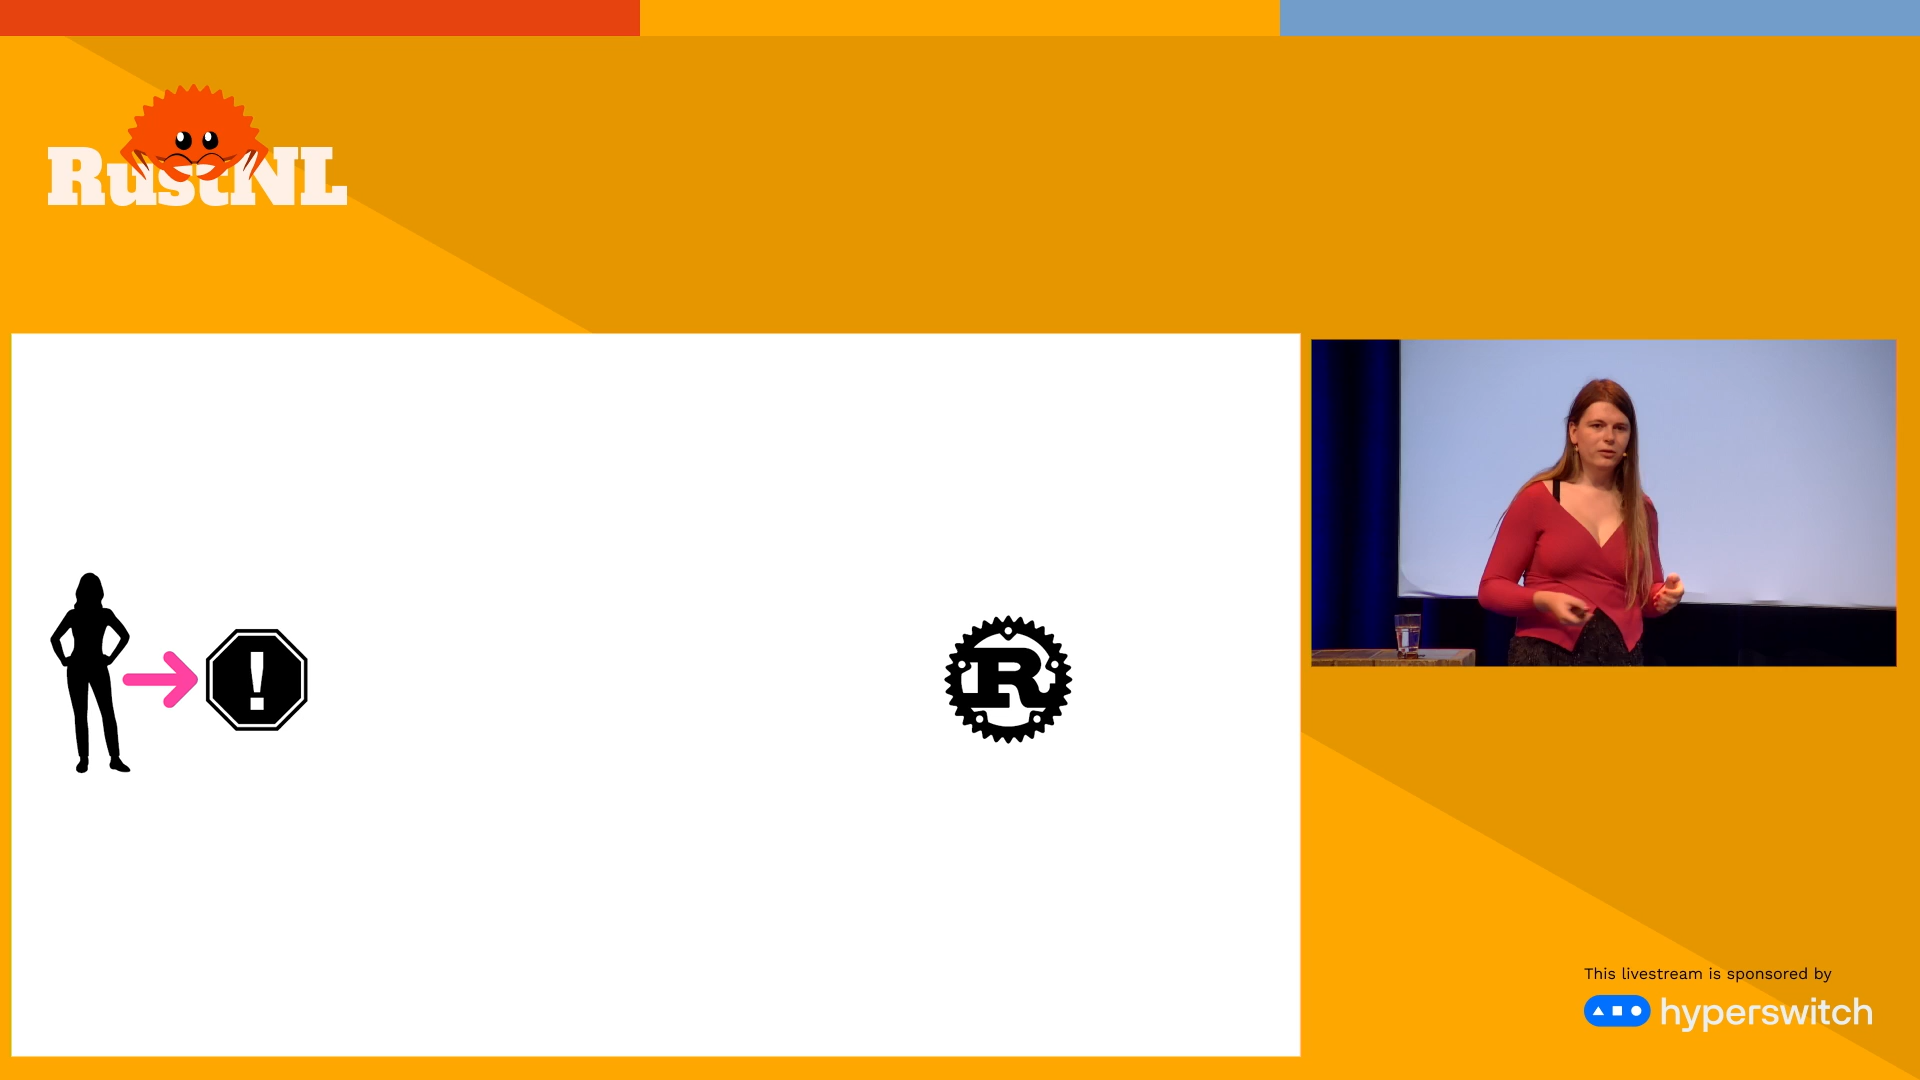 RustNL
!
R
This livestream is sponsored by
hyperswitch